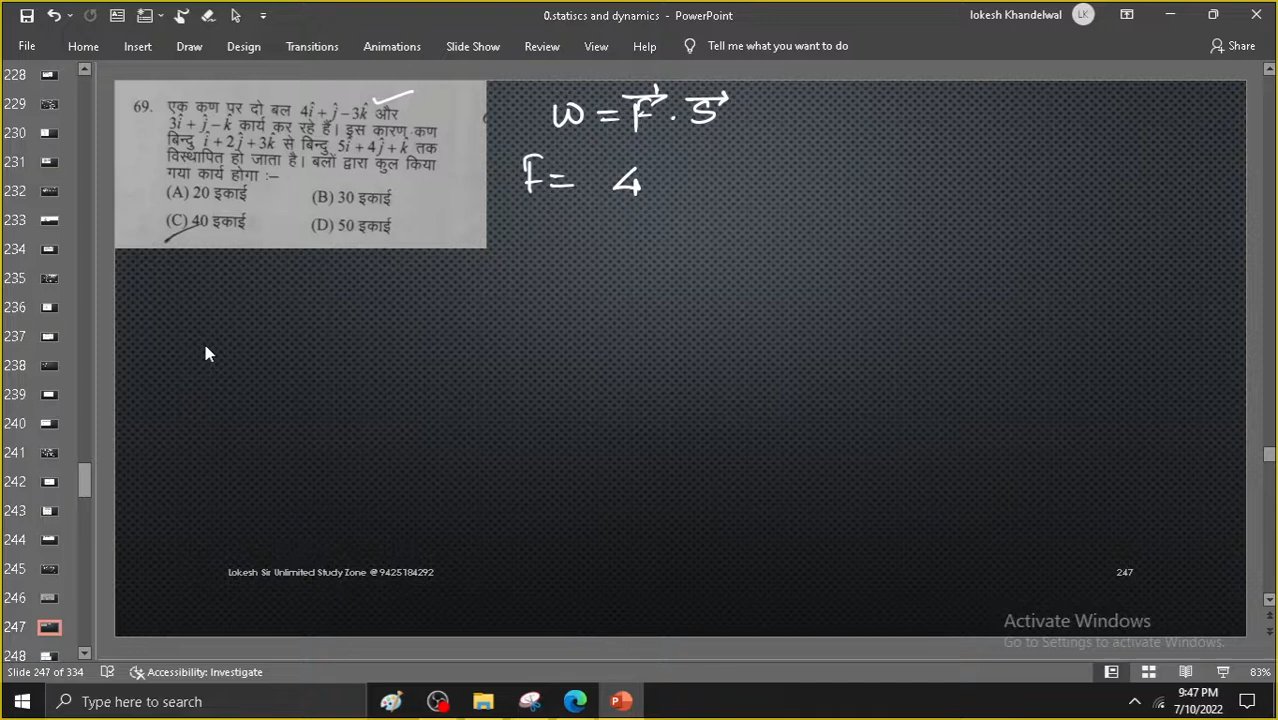 0.statiscs and dynamics - PowerPoint
lokesh Khandelwal LK
File Home Insert Draw Design Transitions Animations Slide Show Review View Help Tell me what you want to do Share
228
229
230
231
232
233
234
235
236
237
238
239
240
241
242
243
244
245
246
247
248
69. एक कण पर दो बल 4î + ĵ – 3k̂ और
3î + ĵ – k̂ कार्य कर रहे हैं। इस कारण कण
बिन्दु î + 2ĵ + 3k̂ से बिन्दु 5î + 4ĵ + k̂ तक
विस्थापित हो जाता है। बलों द्वारा कुल किया
गया कार्य होगा :–
(A) 20 इकाई (B) 30 इकाई
(C) 40 इकाई (D) 50 इकाई
W = F⃗ . S⃗
F = 4
Lokesh Sir Unlimited Study Zone @ 9425184292
247
Activate Windows
Go to Settings to activate Windows.
Slide 247 of 334 Accessibility: Investigate 83%
Type here to search
9:47 PM
7/10/2022